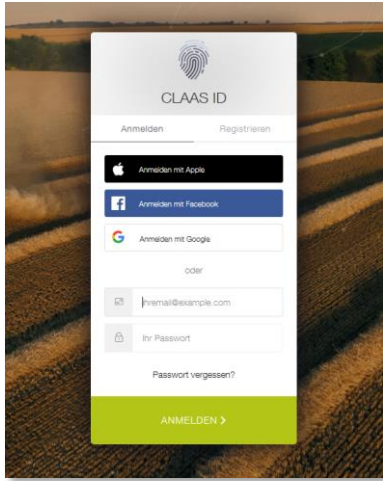 CLAAS ID
Anmelden Registrieren
Anmelden mit Apple
Anmelden mit Facebook
Anmelden mit Google
oder
ihremail@example.com
Ihr Passwort
Passwort vergessen?
ANMELDEN >